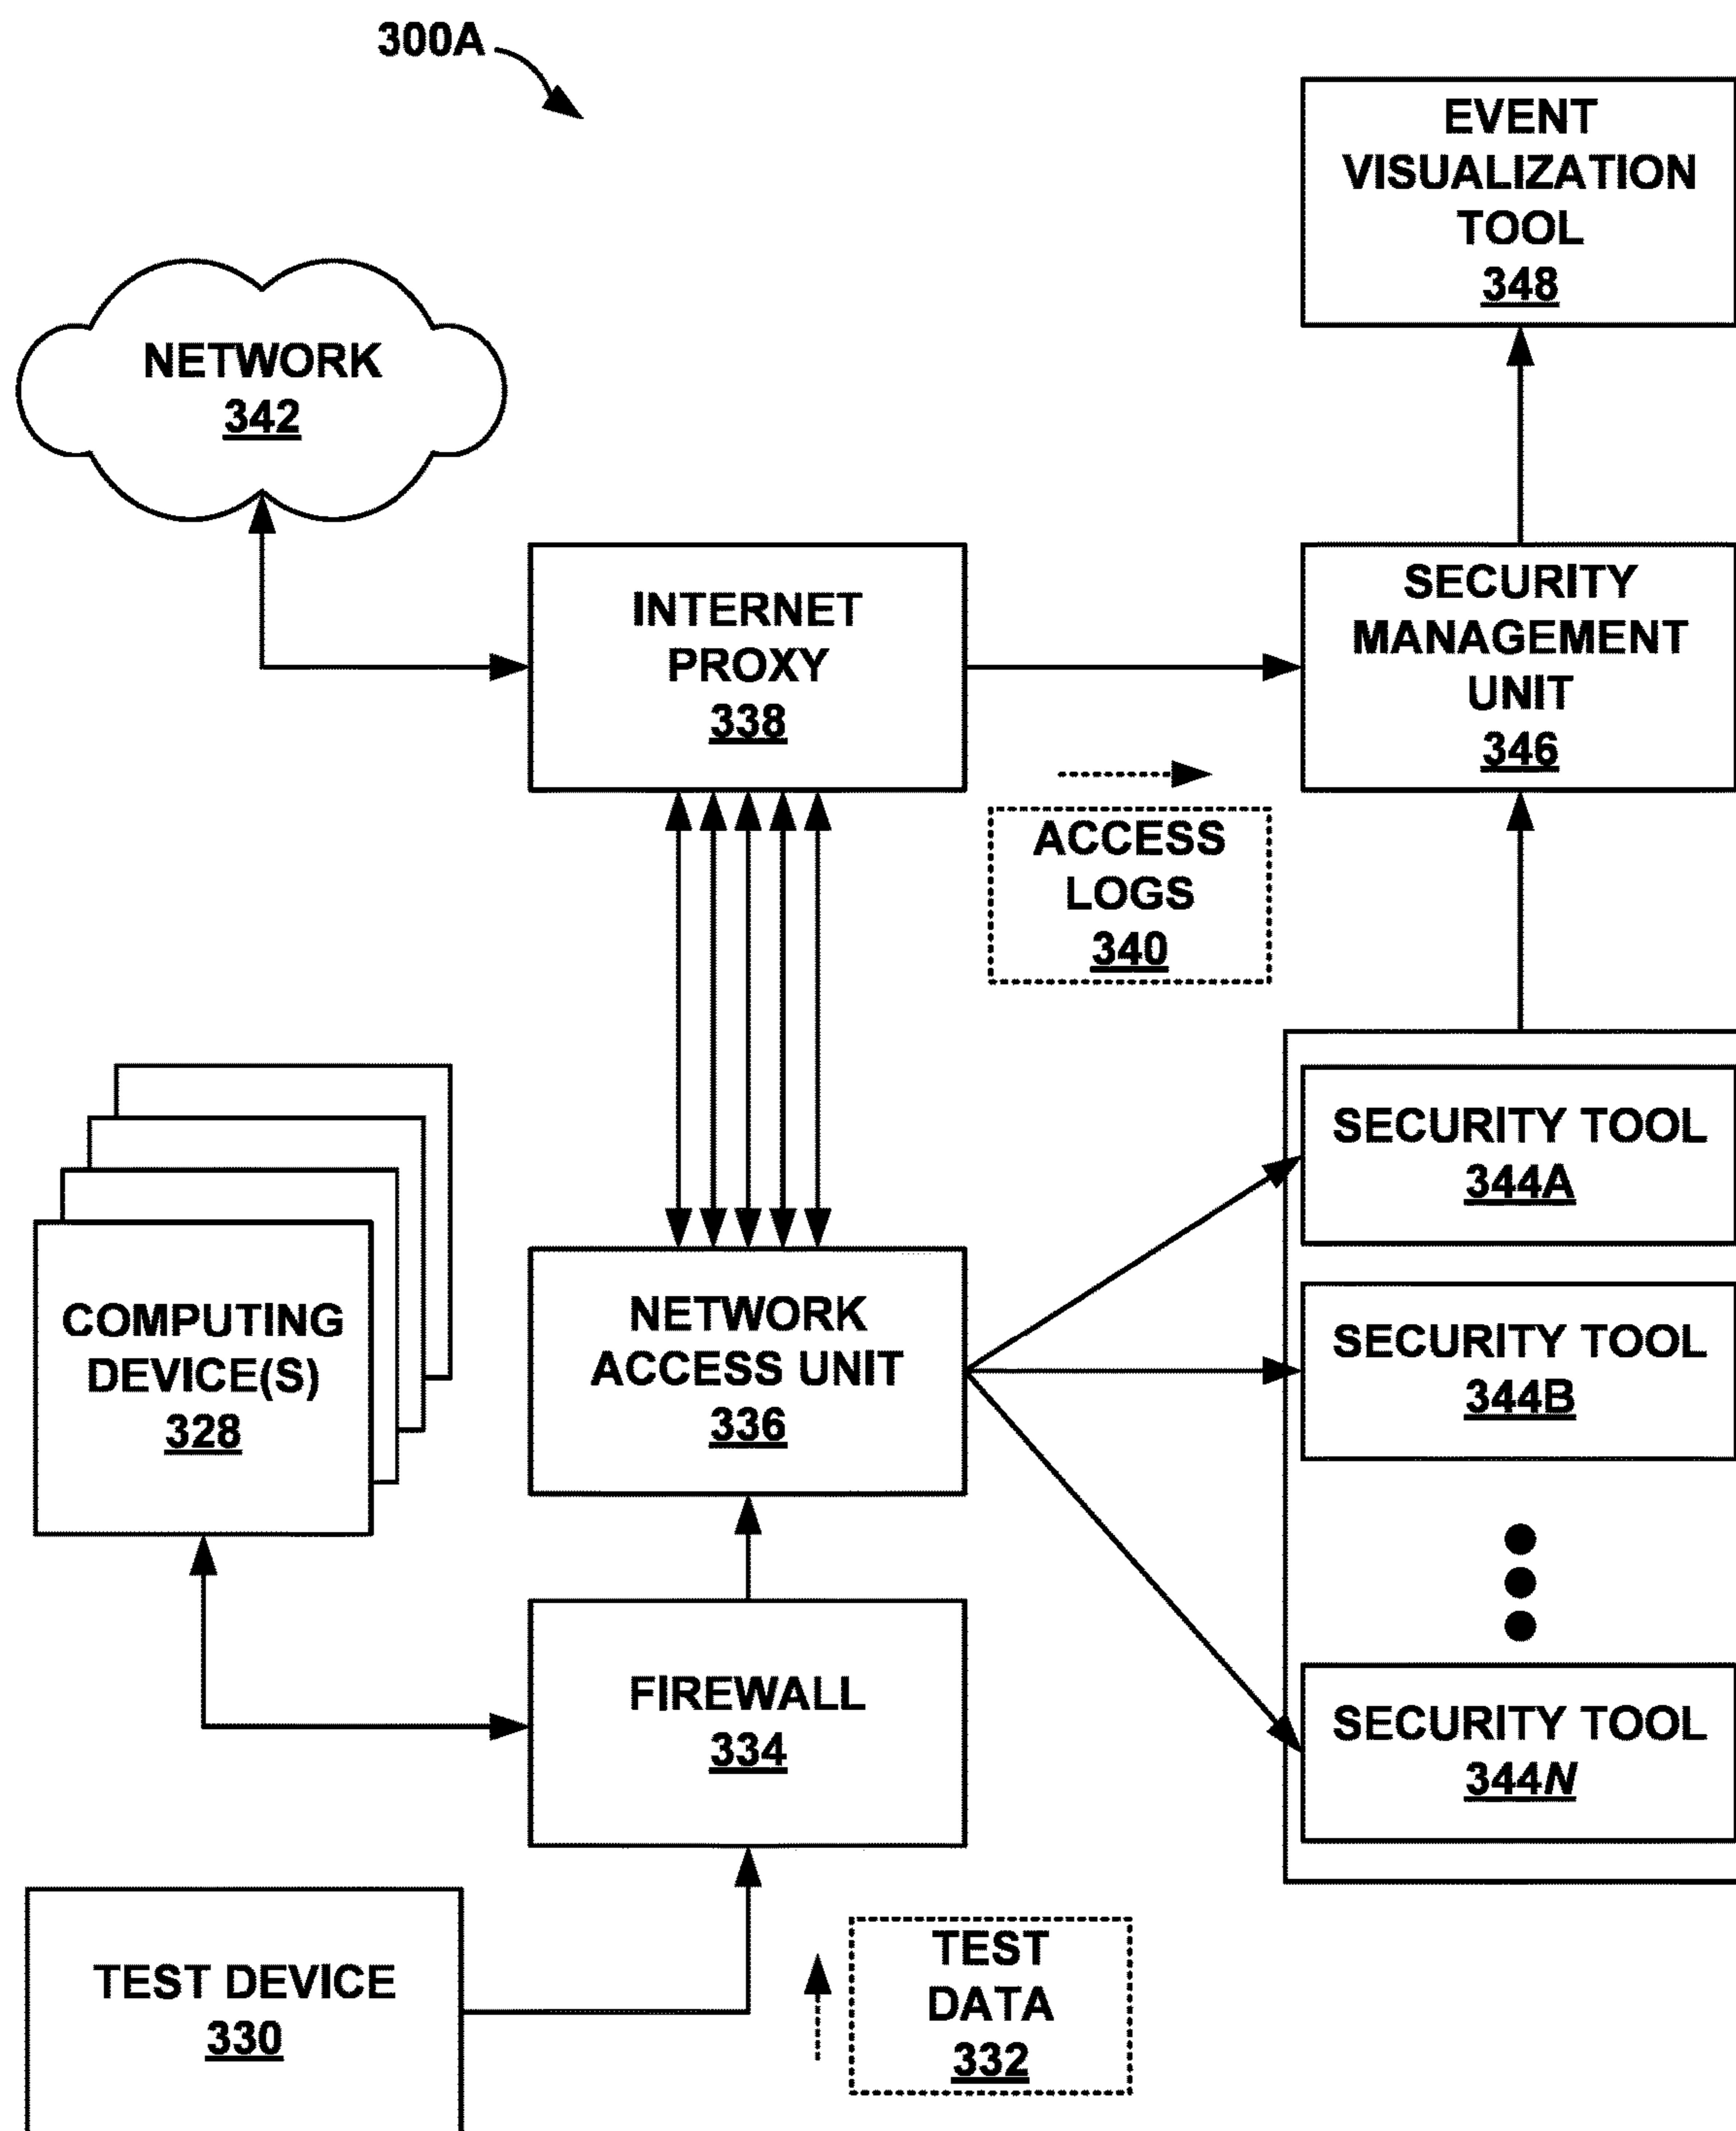 300A
EVENT
VISUALIZATION
TOOL
348
NETWORK
342
INTERNET
PROXY
338
SECURITY
MANAGEMENT
UNIT
346
ACCESS
LOGS
340
COMPUTING
DEVICE(S)
328
NETWORK
ACCESS UNIT
336
SECURITY TOOL
344A
SECURITY TOOL
344B
SECURITY TOOL
344N
FIREWALL
334
TEST DEVICE
330
TEST
DATA
332